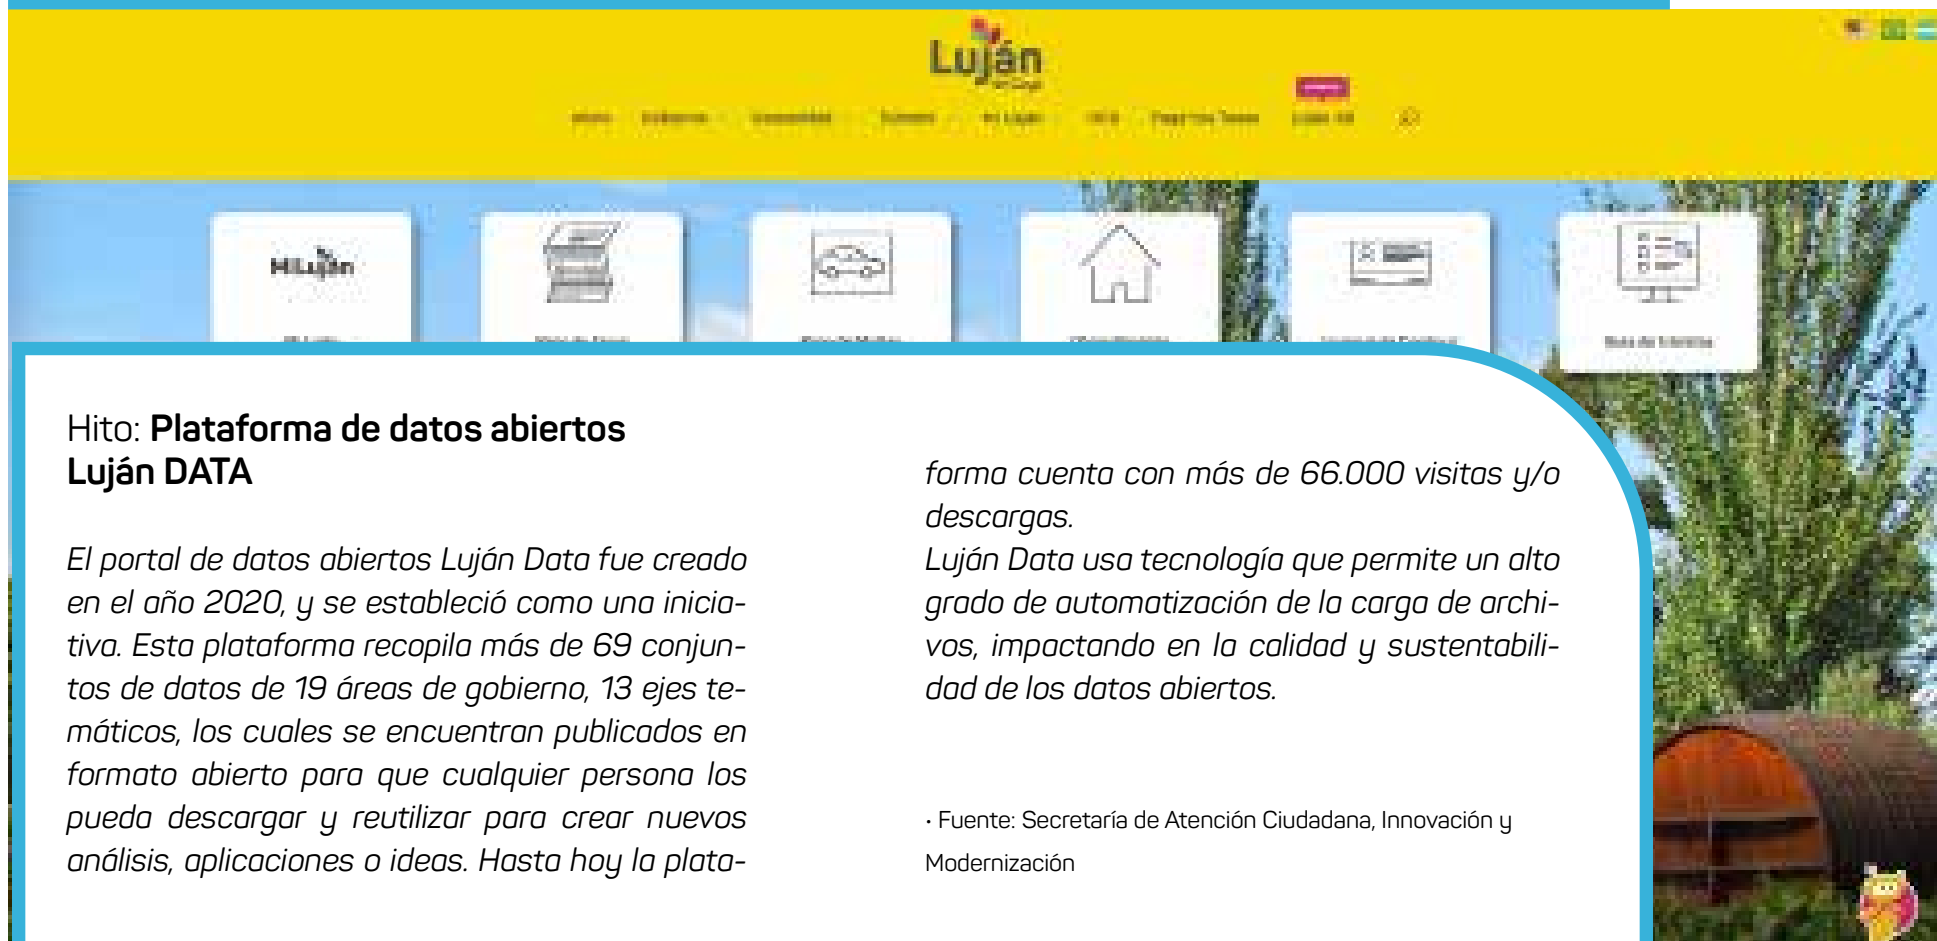 Luján
MiLuján
Hito: Plataforma de datos abiertos
Luján DATA
El portal de datos abiertos Luján Data fue creado
en el año 2020, y se estableció como una inicia-
tiva. Esta plataforma recopila más de 69 conjun-
tos de datos de 19 áreas de gobierno, 13 ejes te-
máticos, los cuales se encuentran publicados en
formato abierto para que cualquier persona los
pueda descargar y reutilizar para crear nuevos
análisis, aplicaciones o ideas. Hasta hoy la plata-
forma cuenta con más de 66.000 visitas y/o
descargas.
Luján Data usa tecnología que permite un alto
grado de automatización de la carga de archi-
vos, impactando en la calidad y sustentabili-
dad de los datos abiertos.
• Fuente: Secretaría de Atención Ciudadana, Innovación y
Modernización